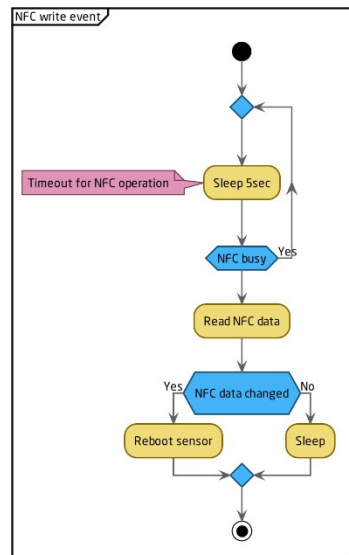 NFC write event
Timeout for NFC operation
Sleep 5sec
NFC busy
Yes
Read NFC data
Yes
NFC data changed
No
Reboot sensor
Sleep